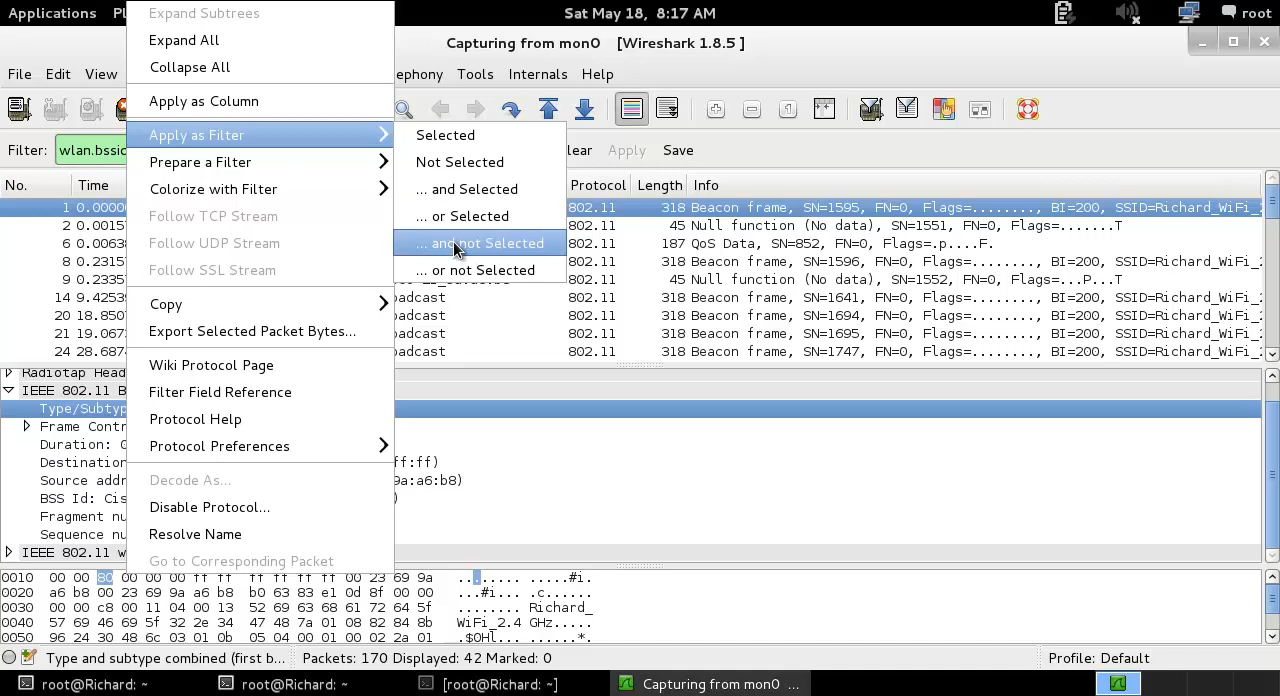 Applications Pl Sat May 18, 8:17 AM root
Capturing from mon0 [Wireshark 1.8.5 ]
File Edit View ephony Tools Internals Help
Filter: wlan.bssic lear Apply Save
No. Time Protocol Length Info
1 0.0000 802.11 318 Beacon frame, SN=1595, FN=0, Flags=........, BI=200, SSID=Richard_WiFi_2
2 0.0015 802.11 45 Null function (No data), SN=1551, FN=0, Flags=.......T
6 0.0063 802.11 187 QoS Data, SN=852, FN=0, Flags=.p....F.
8 0.2315 802.11 318 Beacon frame, SN=1596, FN=0, Flags=........, BI=200, SSID=Richard_WiFi_2
9 0.2335 802.11 45 Null function (No data), SN=1552, FN=0, Flags=...P...T
14 9.4253 oadcast 802.11 318 Beacon frame, SN=1641, FN=0, Flags=........, BI=200, SSID=Richard_WiFi_2
20 18.850 oadcast 802.11 318 Beacon frame, SN=1694, FN=0, Flags=........, BI=200, SSID=Richard_WiFi_2
21 19.067 oadcast 802.11 318 Beacon frame, SN=1695, FN=0, Flags=........, BI=200, SSID=Richard_WiFi_2
24 28.687 oadcast 802.11 318 Beacon frame, SN=1747, FN=0, Flags=........, BI=200, SSID=Richard_WiFi_2
Expand Subtrees
Expand All
Collapse All
Apply as Column
Apply as Filter
Prepare a Filter
Colorize with Filter
Follow TCP Stream
Follow UDP Stream
Follow SSL Stream
Copy
Export Selected Packet Bytes...
Wiki Protocol Page
Filter Field Reference
Protocol Help
Protocol Preferences
Decode As...
Disable Protocol...
Resolve Name
Go to Corresponding Packet
Selected
Not Selected
... and Selected
... or Selected
... and not Selected
... or not Selected
Radiotap Head
IEEE 802.11 B
Type/Subtyp
Frame Contr
Duration: 0
Destination ff:ff)
Source addr 9a:a6:b8)
BSS Id: Cis )
Fragment nu
Sequence nu
IEEE 802.11 w
0010 00 00 80 00 00 00 ff ff ff ff ff ff 00 23 69 9a ........ .....#i.
0020 a6 b8 00 23 69 9a a6 b8 b0 63 83 e1 0d 8f 00 00 ...#i... .c......
0030 00 00 c8 00 11 04 00 13 52 69 63 68 61 72 64 5f ........ Richard_
0040 57 69 46 69 5f 32 2e 34 47 48 7a 01 08 82 84 8b WiFi_2.4 GHz.....
0050 96 24 30 48 6c 03 01 0b 05 04 00 01 00 02 2a 01 .$0Hl... ......*.
Type and subtype combined (first b... Packets: 170 Displayed: 42 Marked: 0 Profile: Default
root@Richard: ~ root@Richard: ~ [root@Richard: ~] Capturing from mon0 ...